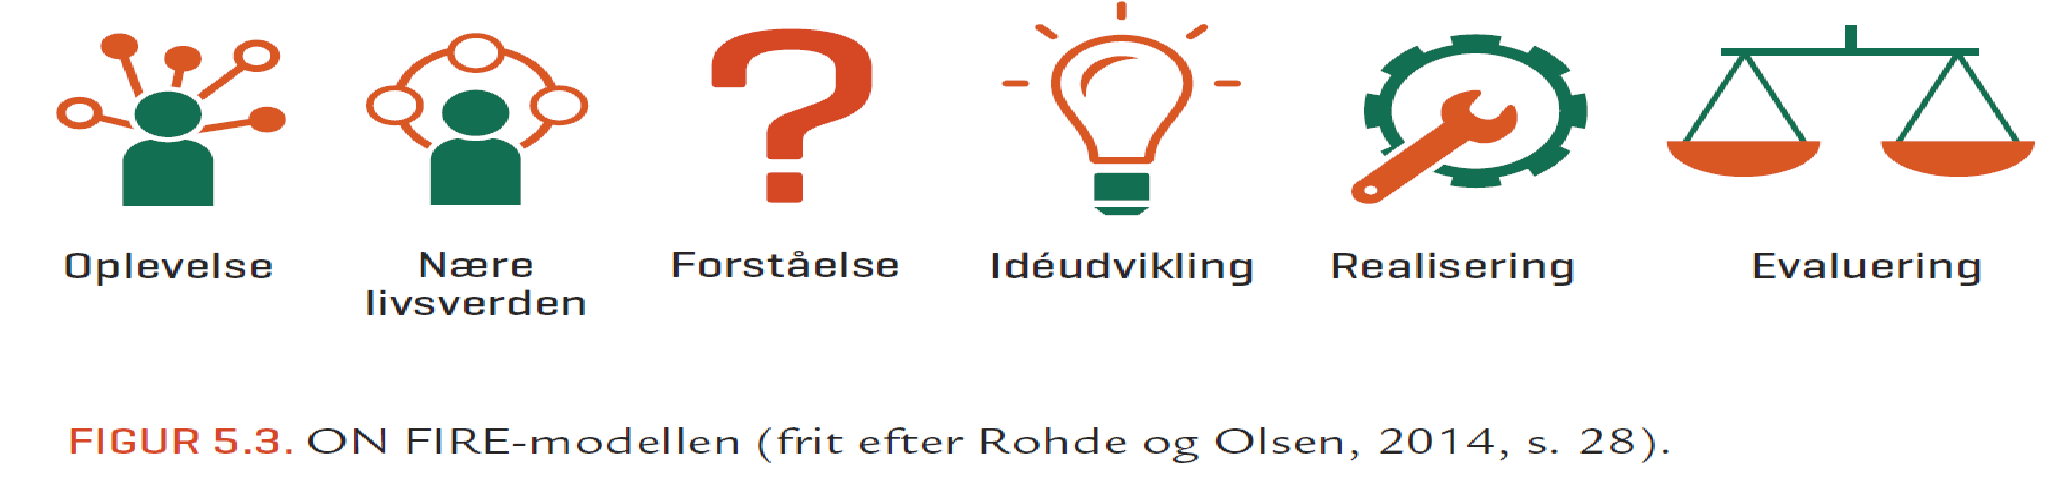 Oplevelse
Nære
livsverden
Forståelse
Idéudvikling
Realisering
Evaluering
FIGUR 5.3. ON FIRE-modellen (frit efter Rohde og Olsen, 2014, s. 28).